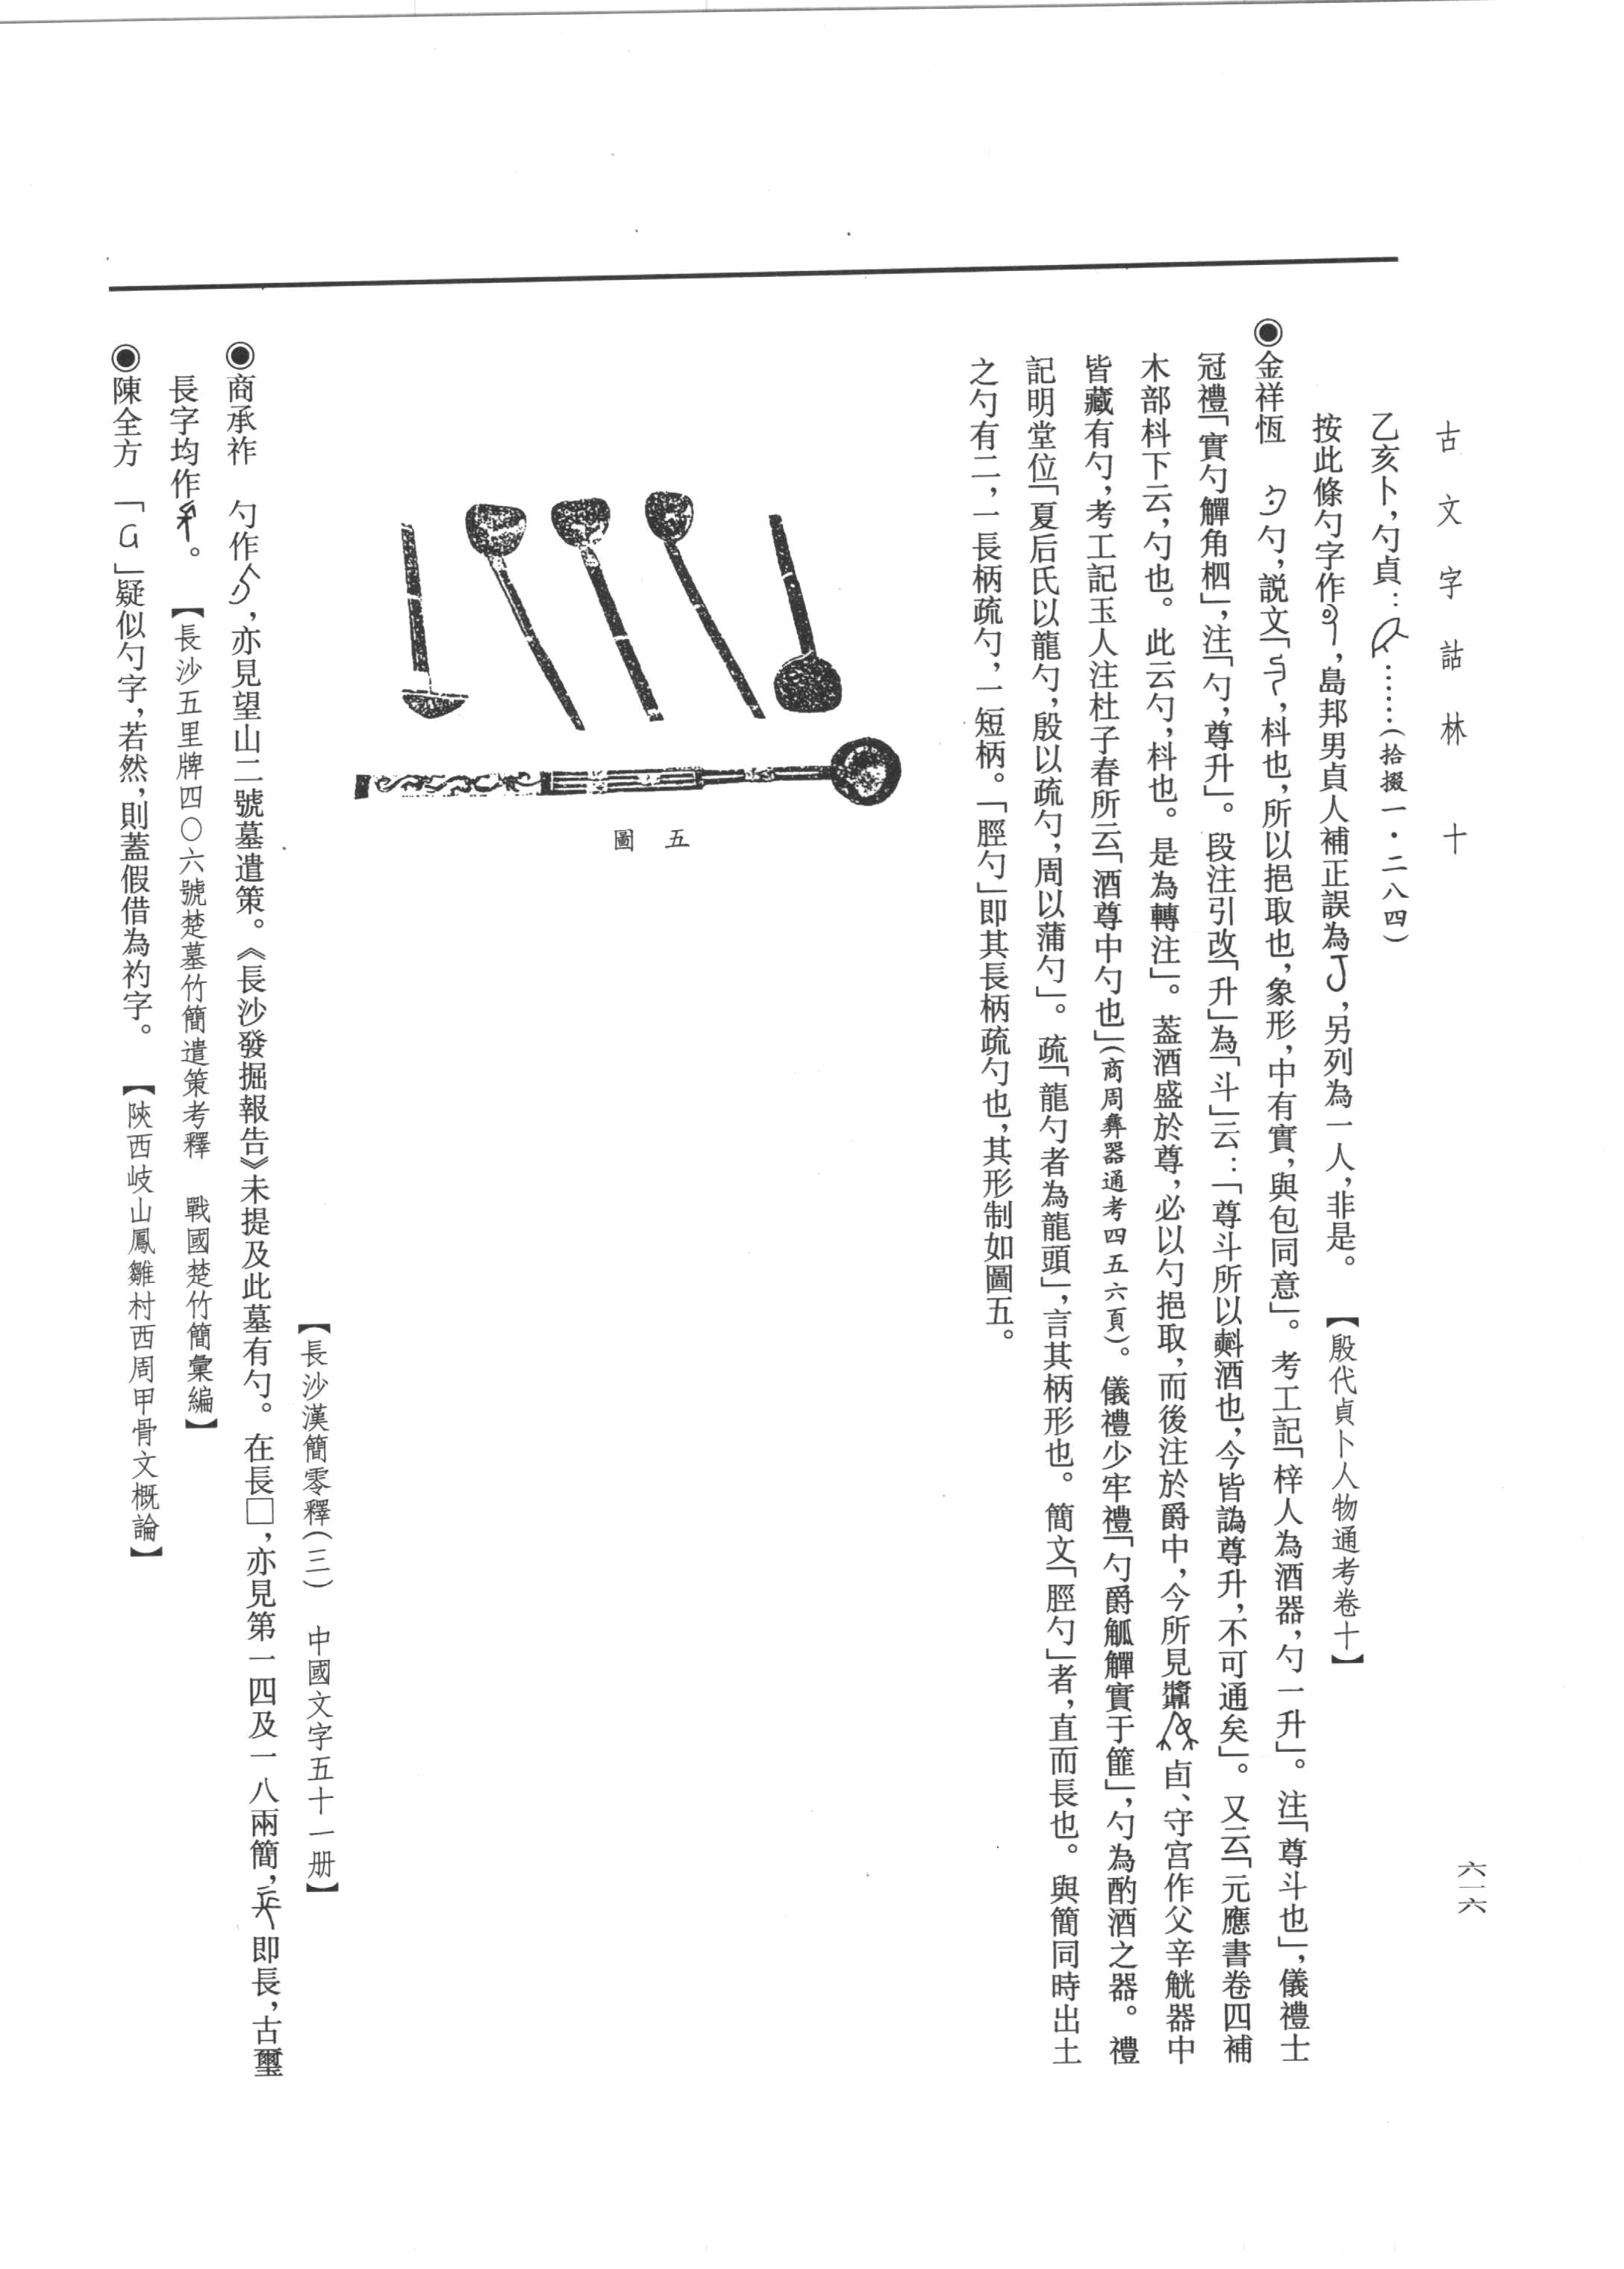 古文字詁林 十
六一六
乙亥卜，勺貞：……（拾掇一·二八四）
按此條勺字作，島邦男貞人補正誤為，另列為一人，非是。【殷代貞卜人物通考卷十】
◉金祥恆 勺，説文「，枓也，所以挹取也，象形，中有實，與包同意」。考工記「梓人為酒器，勺一升」。注「尊斗也」，儀禮士
冠禮「實勺觶角柶」，注「勺，尊升」。段注引改「升」為「斗」云：「尊斗所以㪺酒也，今皆譌尊升，不可通矣」。又云「元應書卷四補
木部枓下云，勺也。此云勺，枓也。是為轉注」。葢酒盛於尊，必以勺挹取，而後注於爵中，今所見卣、守宫作父辛觥器中
皆藏有勺，考工記玉人注杜子春所云「酒尊中勺也」（商周彝器通考四五六頁）。儀禮少牢禮「勺爵觚觶實于篚」，勺為酌酒之器。禮
記明堂位「夏后氏以龍勺，殷以疏勺，周以蒲勺」。疏「龍勺者為龍頭」，言其柄形也。簡文「脛勺」者，直而長也。與簡同時出土
之勺有二，一長柄疏勺，一短柄。「脛勺」即其長柄疏勺也，其形制如圖五。
圖五
【長沙漢簡零釋（三） 中國文字五十一册】
◉商承祚 勺作，亦見望山二號墓遣策。《長沙發掘報告》未提及此墓有勺。在長□，亦見第一四及一八兩簡，即長，古璽
長字均作。【長沙五里牌四〇六號楚墓竹簡遣策考釋 戰國楚竹簡彙編】
◉陳全方 「」疑似勺字，若然，則蓋假借為礿字。【陝西岐山鳳雛村西周甲骨文概論】